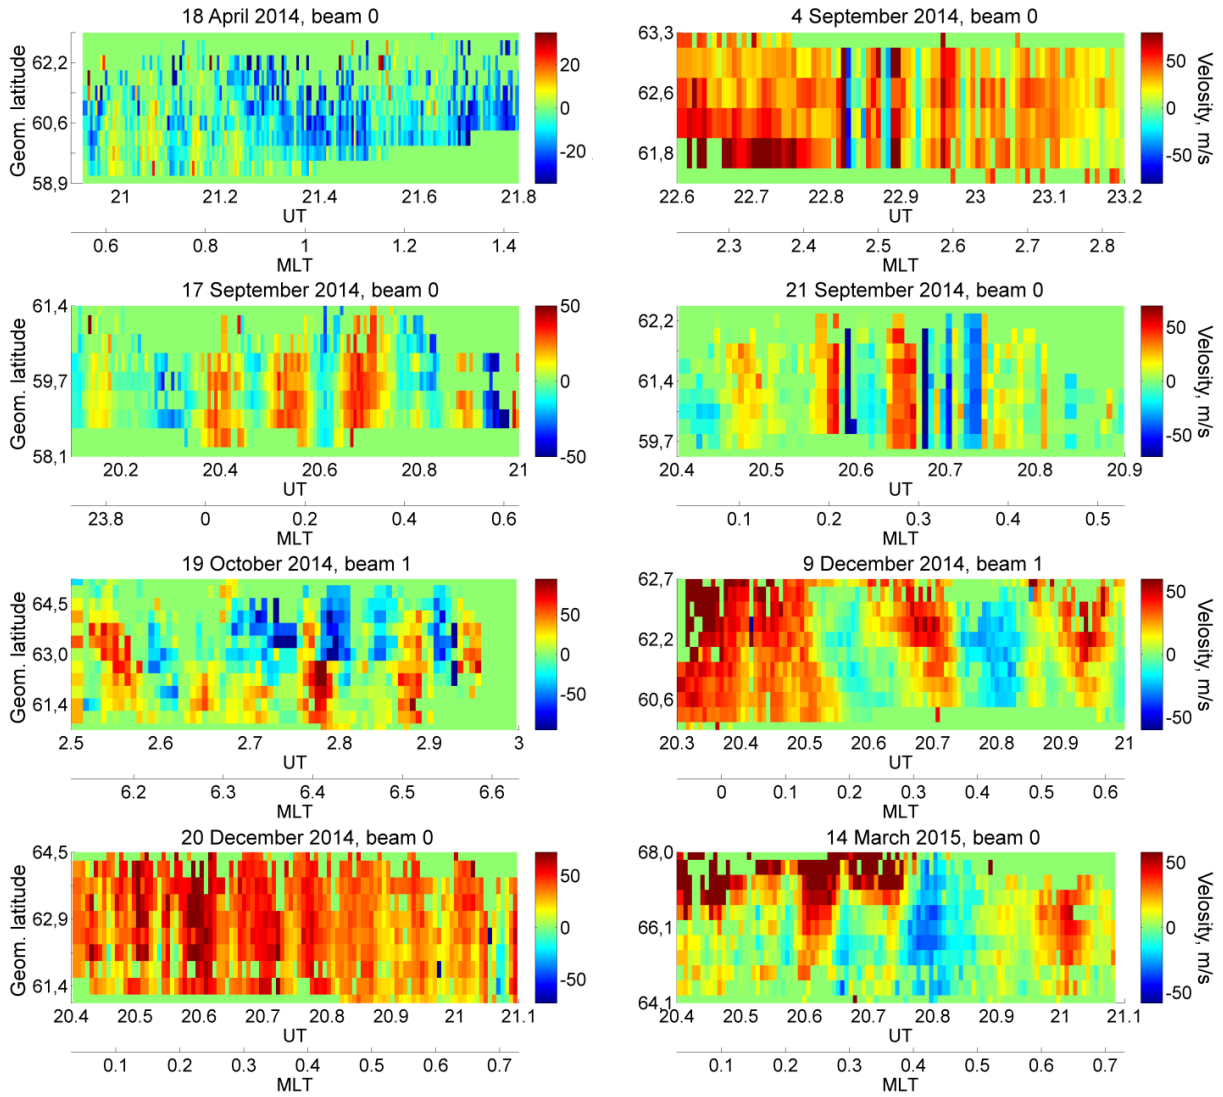 18 April 2014, beam 0
Geom. latitude
62,2
60,6
58,9
21 21.1 21.2 21.3 21.4 21.5 21.6 21.7 21.8
UT
0.6 0.8 1 1.2 1.4
MLT
20
0
-20
4 September 2014, beam 0
63,3
62,6
61,8
22.6 22.7 22.8 22.9 23 23.1 23.2
UT
2.3 2.4 2.5 2.6 2.7 2.8
MLT
50
0
-50
Velosity, m/s
17 September 2014, beam 0
Geom. latitude
61,4
59,7
58,1
20.2 20.4 20.6 20.8 21
UT
23.8 0 0.2 0.4 0.6
MLT
50
0
-50
21 September 2014, beam 0
62,2
61,4
59,7
20.4 20.5 20.6 20.7 20.8 20.9
UT
0.1 0.2 0.3 0.4 0.5
MLT
50
0
-50
Velosity, m/s
19 October 2014, beam 1
Geom. latitude
64,5
63,0
61,4
2.5 2.6 2.7 2.8 2.9 3
UT
6.2 6.3 6.4 6.5 6.6
MLT
50
0
-50
9 December 2014, beam 1
62,7
62,2
60,6
20.3 20.4 20.5 20.6 20.7 20.8 20.9 21
UT
0 0.1 0.2 0.3 0.4 0.5 0.6
MLT
50
0
-50
Velosity, m/s
20 December 2014, beam 0
Geom. latitude
64,5
62,9
61,4
20.4 20.5 20.6 20.7 20.8 20.9 21 21.1
UT
0.1 0.2 0.3 0.4 0.5 0.6 0.7
MLT
50
0
-50
14 March 2015, beam 0
68,0
66,1
64,1
20.4 20.5 20.6 20.7 20.8 20.9 21 21.1
UT
0.1 0.2 0.3 0.4 0.5 0.6 0.7
MLT
50
0
-50
Velosity, m/s